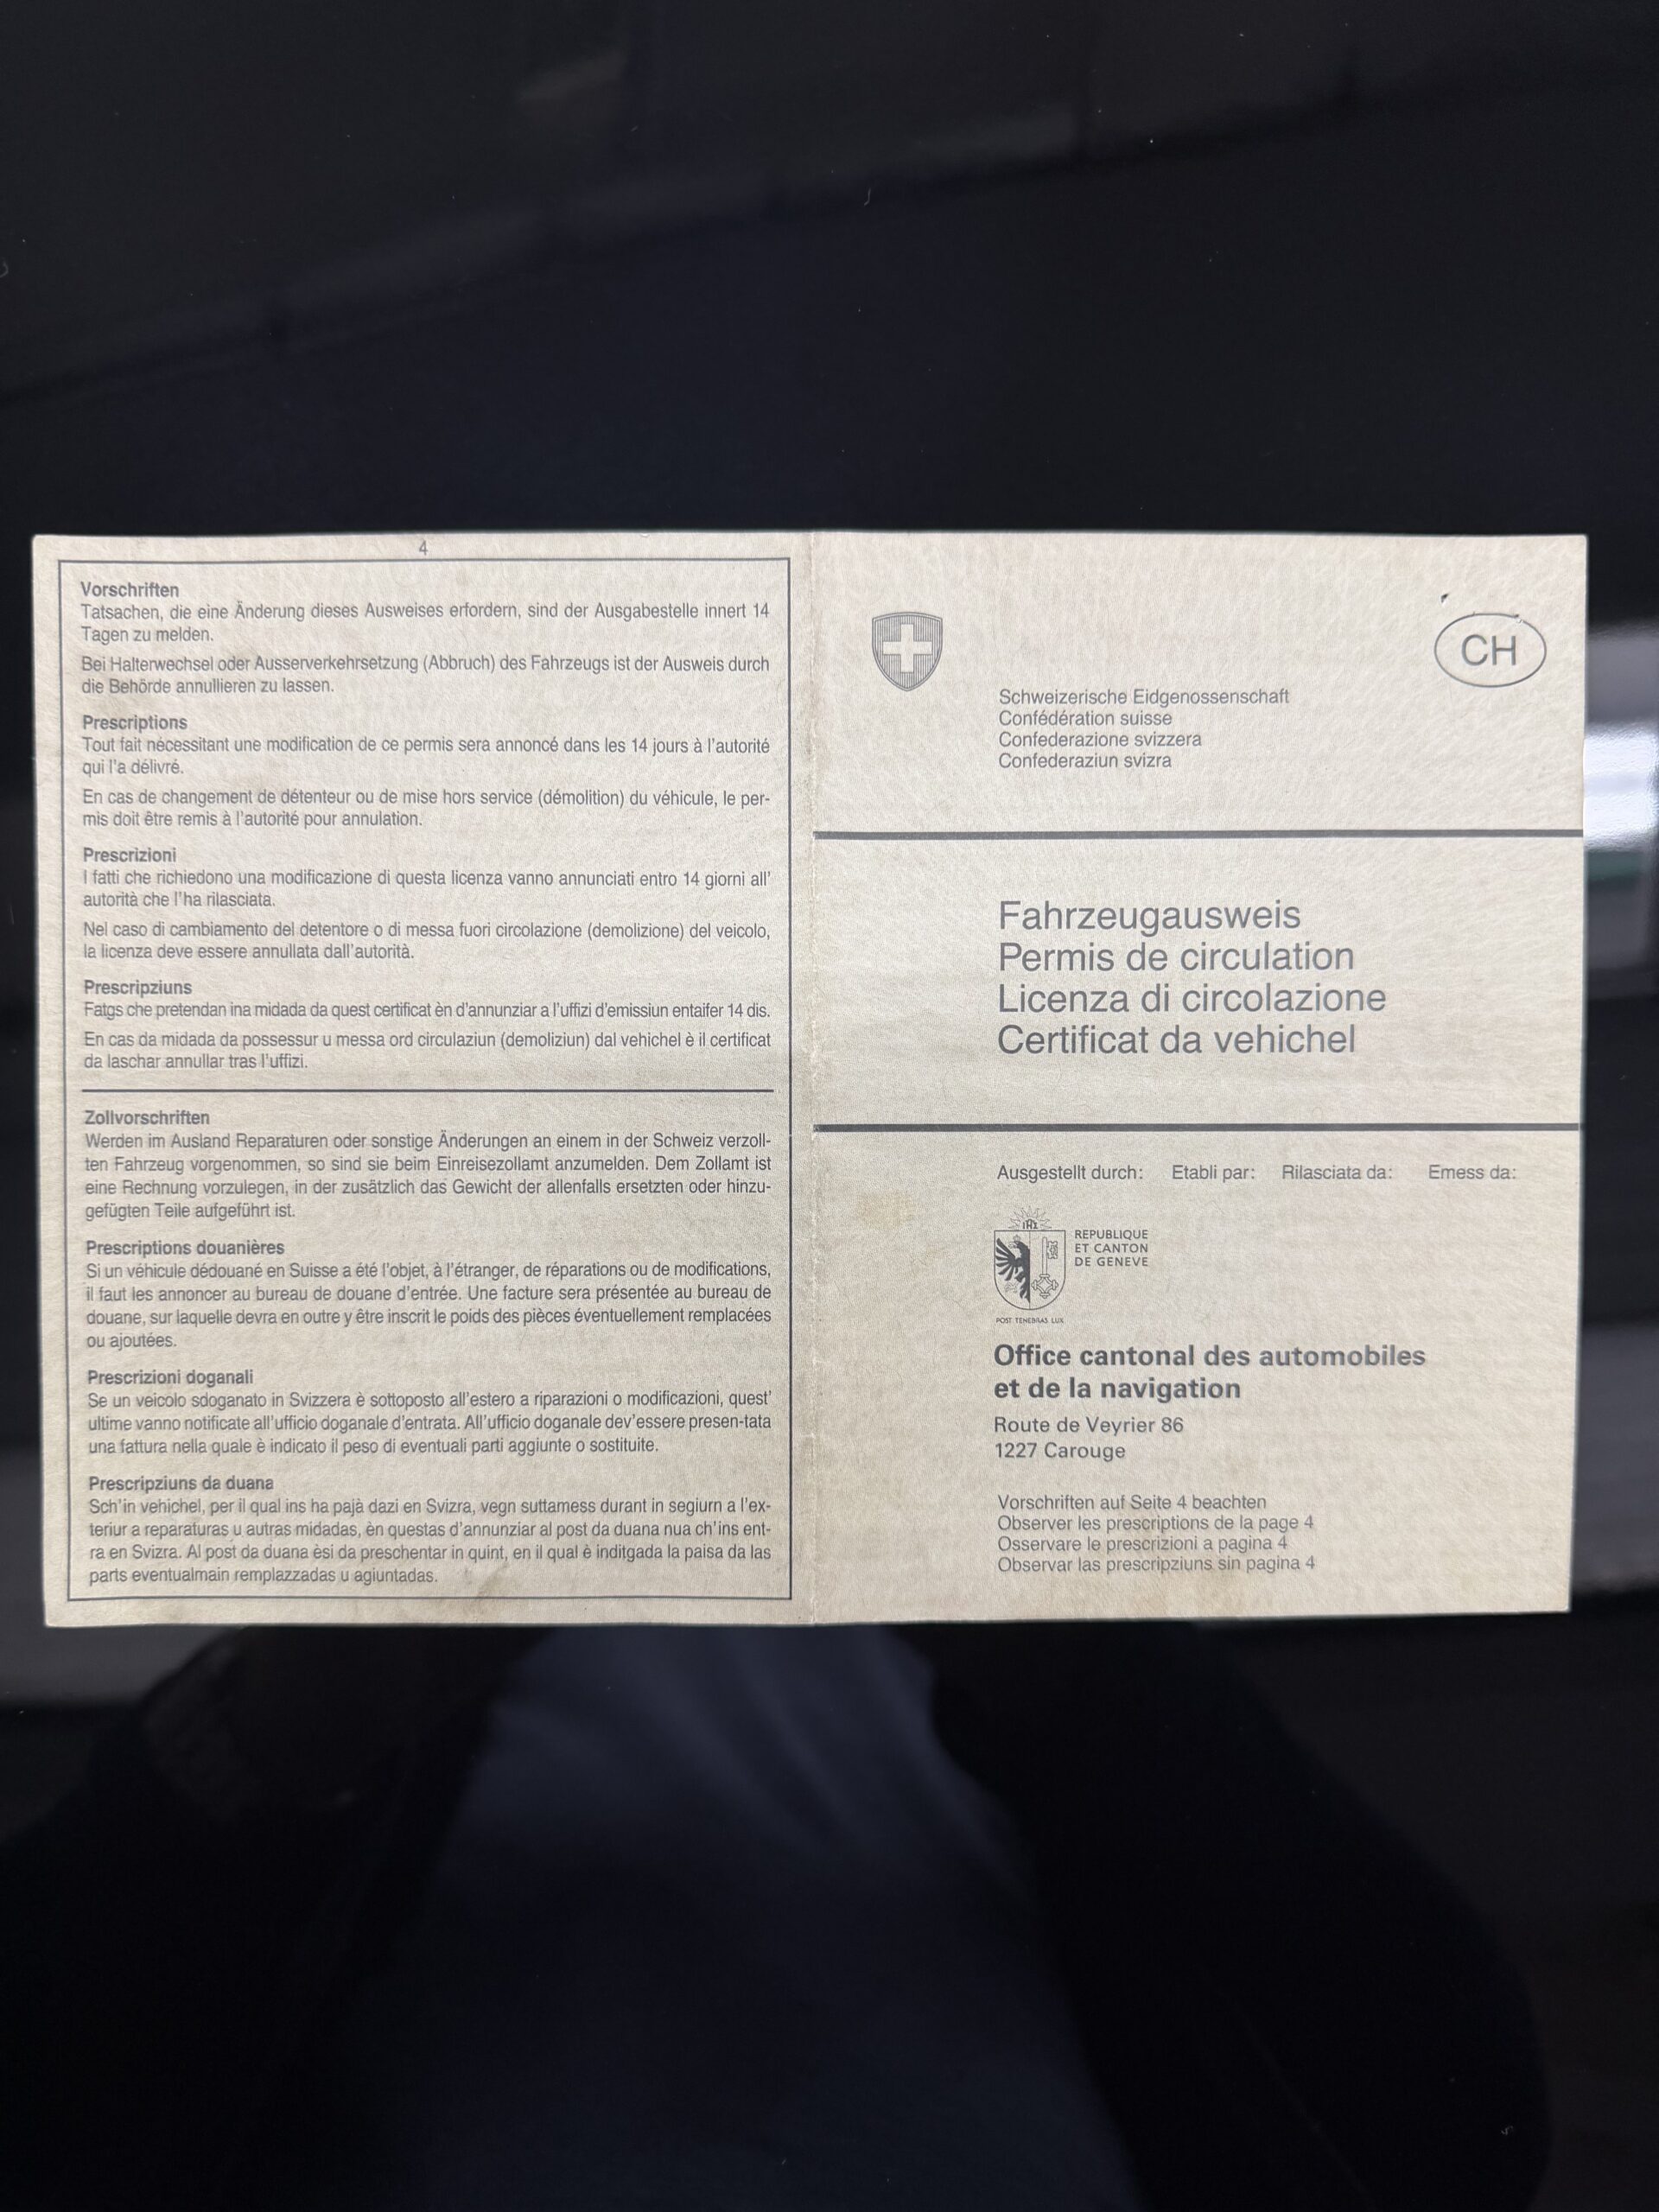 4
Vorschriften
Tatsachen, die eine Änderung dieses Ausweises erfordern, sind der Ausgabestelle innert 14
Tagen zu melden.
Bei Halterwechsel oder Ausserverkehrsetzung (Abbruch) des Fahrzeugs ist der Ausweis durch
die Behörde annullieren zu lassen.
Prescriptions
Tout fait nécessitant une modification de ce permis sera annoncé dans les 14 jours à l'autorité
qui l'a délivré.
En cas de changement de détenteur ou de mise hors service (démolition) du véhicule, le per-
mis doit être remis à l'autorité pour annulation.
Prescrizioni
I fatti che richiedono una modificazione di questa licenza vanno annunciati entro 14 giorni all'
autorità che l'ha rilasciata.
Nel caso di cambiamento del detentore o di messa fuori circolazione (demolizione) del veicolo,
la licenza deve essere annullata dall'autorità.
Prescripziuns
Fatgs che pretendan ina midada da quest certificat èn d'annunziar a l'uffizi d'emissiun entaifer 14 dis.
En cas da midada da possessur u messa ord circulaziun (demoliziun) dal vehichel è il certificat
da laschar annullar tras l'uffizi.
Zollvorschriften
Werden im Ausland Reparaturen oder sonstige Änderungen an einem in der Schweiz verzoll-
ten Fahrzeug vorgenommen, so sind sie beim Einreisezollamt anzumelden. Dem Zollamt ist
eine Rechnung vorzulegen, in der zusätzlich das Gewicht der allenfalls ersetzten oder hinzu-
gefügten Teile aufgeführt ist.
Prescriptions douanières
Si un véhicule dédouané en Suisse a été l'objet, à l'étranger, de réparations ou de modifications,
il faut les annoncer au bureau de douane d'entrée. Une facture sera présentée au bureau de
douane, sur laquelle devra en outre y être inscrit le poids des pièces éventuellement remplacées
ou ajoutées.
Prescrizioni doganali
Se un veicolo sdoganato in Svizzera è sottoposto all'estero a riparazioni o modificazioni, quest'
ultime vanno notificate all'ufficio doganale d'entrata. All'ufficio doganale dev'essere presen-tata
una fattura nella quale è indicato il peso di eventuali parti aggiunte o sostituite.
Prescripziuns da duana
Sch'in vehichel, per il qual ins ha pajà dazi en Svizra, vegn suttamess durant in segiurn a l'ex-
teriur a reparaturas u autras midadas, èn questas d'annunziar al post da duana nua ch'ins ent-
ra en Svizra. Al post da duana èsi da preschentar in quint, en il qual è inditgada la paisa da las
parts eventualmain remplazzadas u agiuntadas.
CH
Schweizerische Eidgenossenschaft
Confédération suisse
Confederazione svizzera
Confederaziun svizra
Fahrzeugausweis
Permis de circulation
Licenza di circolazione
Certificat da vehichel
Ausgestellt durch: Etabli par: Rilasciata da: Emess da:
REPUBLIQUE
ET CANTON
DE GENEVE
POST TENEBRAS LUX
Office cantonal des automobiles
et de la navigation
Route de Veyrier 86
1227 Carouge
Vorschriften auf Seite 4 beachten
Observer les prescriptions de la page 4
Osservare le prescrizioni a pagina 4
Observar las prescripziuns sin pagina 4